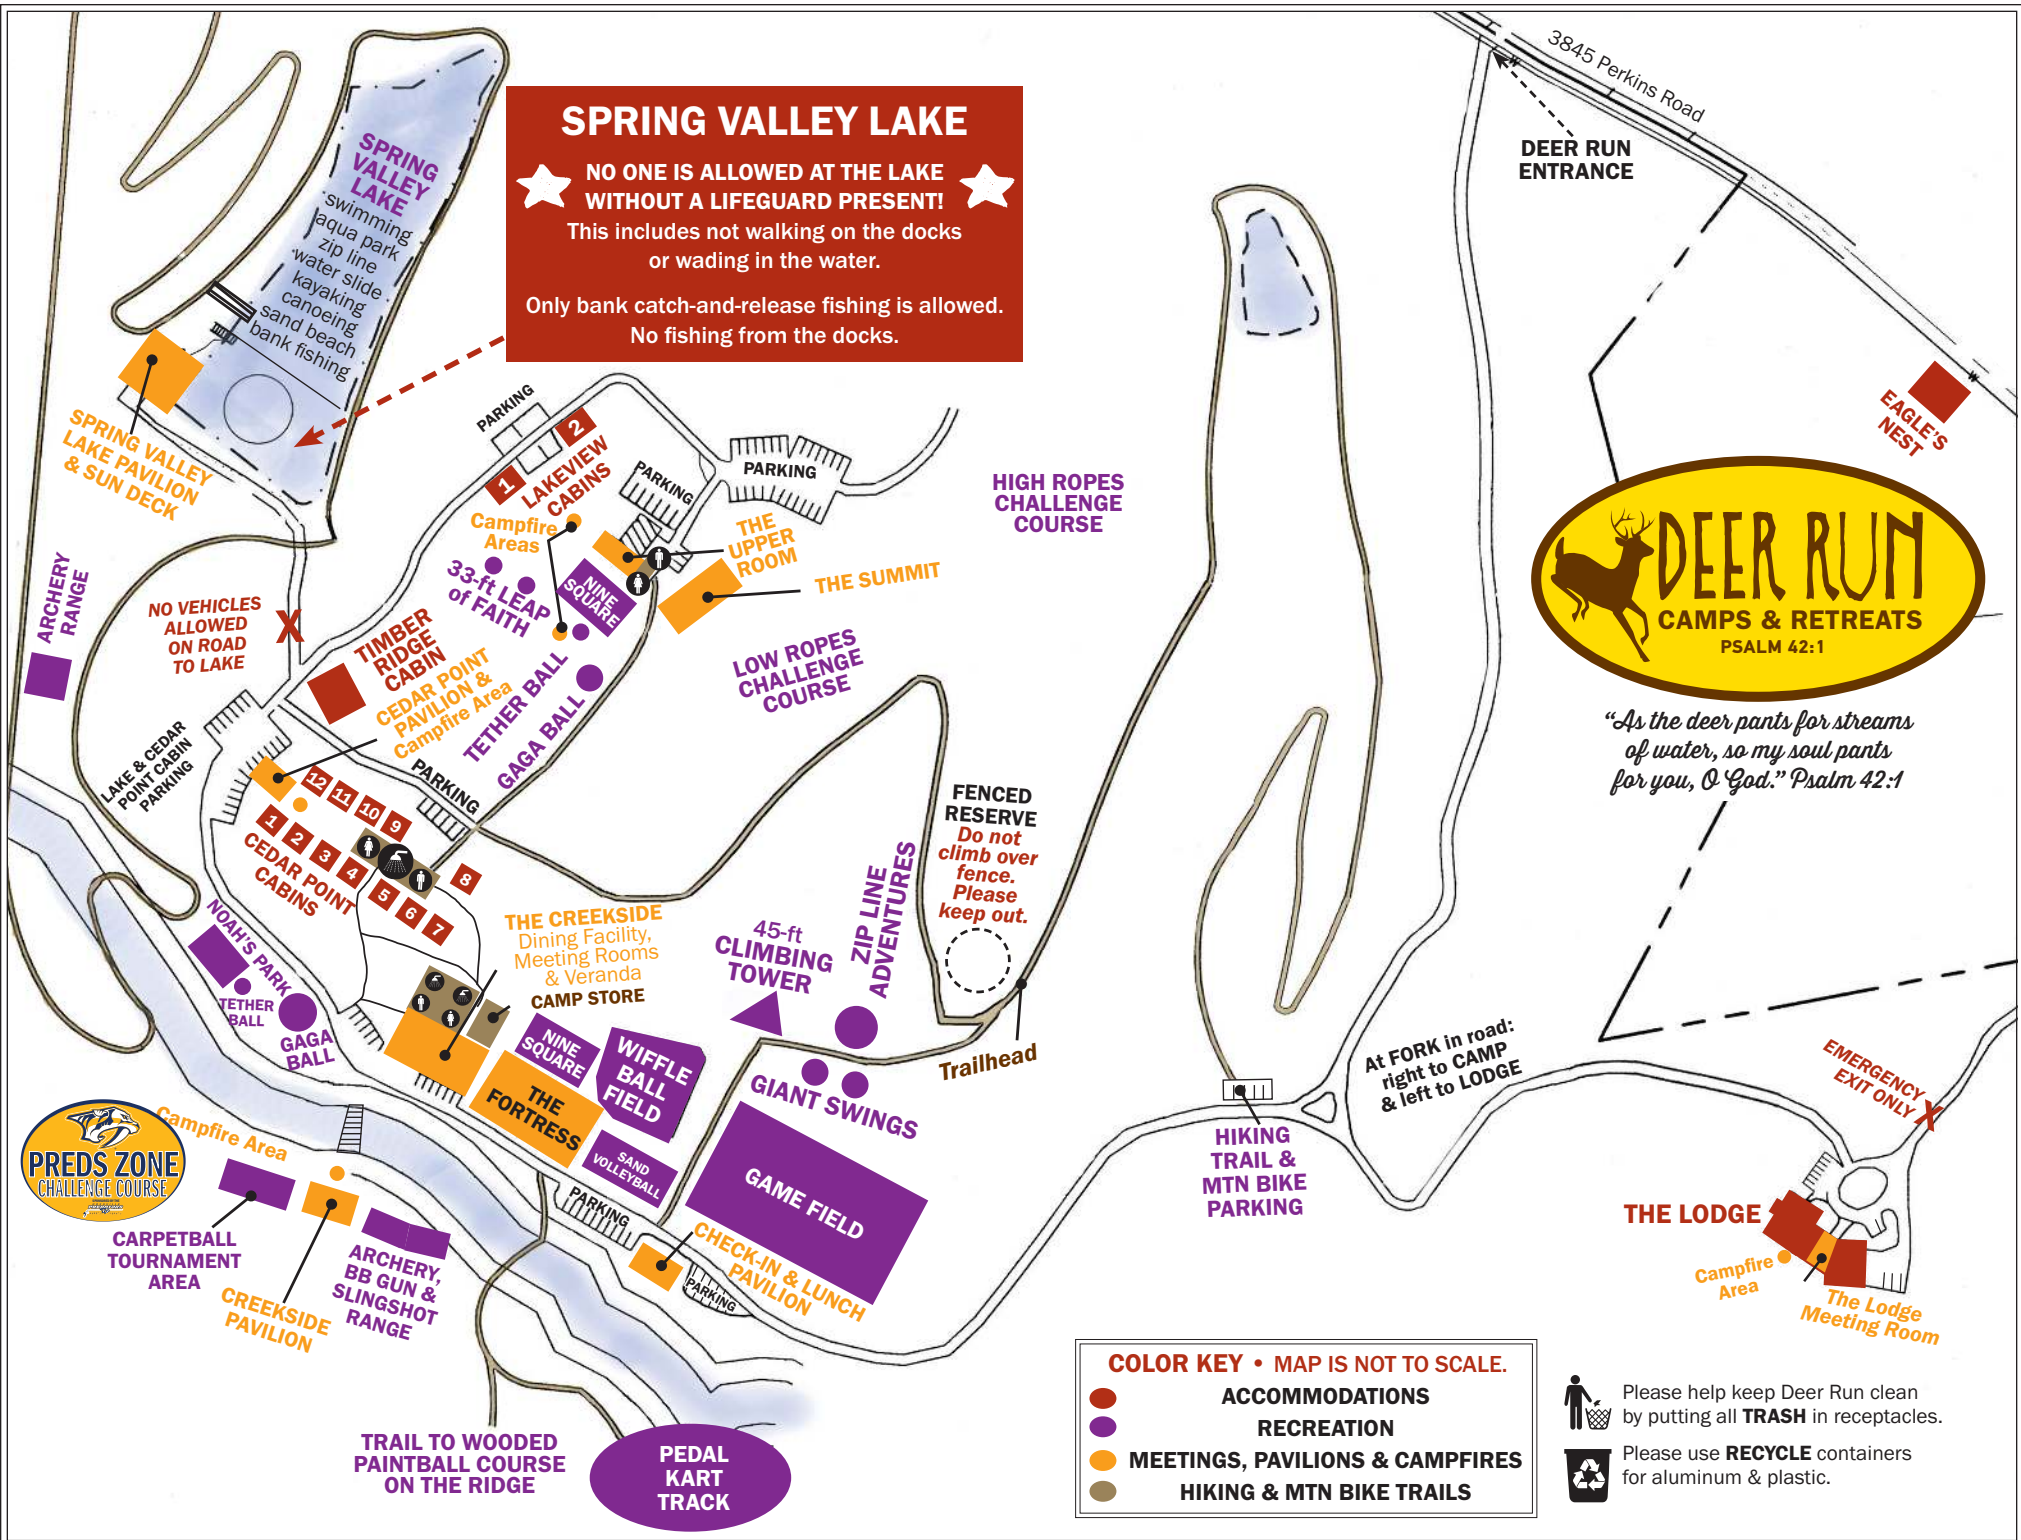 3845 Perkins Road
DEER RUN
ENTRANCE
SPRING VALLEY LAKE
NO ONE IS ALLOWED AT THE LAKE
WITHOUT A LIFEGUARD PRESENT!
This includes not walking on the docks
or wading in the water.
Only bank catch-and-release fishing is allowed.
No fishing from the docks.
SPRING
VALLEY
LAKE
swimming
aqua park
zip line
water slide
kayaking
canoeing
sand beach
bank fishing
SPRING VALLEY
LAKE PAVILION
& SUN DECK
PARKING
1
2
LAKEVIEW
CABINS
PARKING
PARKING
Campfire
Areas
THE
UPPER
ROOM
THE SUMMIT
HIGH ROPES
CHALLENGE
COURSE
EAGLE'S
NEST
DEER RUN
CAMPS & RETREATS
PSALM 42:1
“As the deer pants for streams
of water, so my soul pants
for you, O God.” Psalm 42:1
ARCHERY
RANGE
NO VEHICLES
ALLOWED
ON ROAD
TO LAKE
X
33-ft LEAP
of FAITH
NINE
SQUARE
TIMBER
RIDGE
CABIN
CEDAR POINT
PAVILION &
Campfire Area
TETHER BALL
GAGA BALL
LOW ROPES
CHALLENGE
COURSE
LAKE & CEDAR
POINT CABIN
PARKING
PARKING
12
11
10
9
1
2
3
4
5
6
7
8
CEDAR POINT
CABINS
FENCED
RESERVE
Do not
climb over
fence.
Please
keep out.
NOAH'S PARK
TETHER
BALL
GAGA
BALL
THE CREEKSIDE
Dining Facility,
Meeting Rooms
& Veranda
CAMP STORE
45-ft
CLIMBING
TOWER
ZIP LINE
ADVENTURES
NINE
SQUARE
WIFFLE
BALL
FIELD
THE
FORTRESS
SAND
VOLLEYBALL
GIANT SWINGS
Trailhead
GAME FIELD
At FORK in road:
right to CAMP
& left to LODGE
EMERGENCY
EXIT ONLY
X
HIKING
TRAIL &
MTN BIKE
PARKING
THE LODGE
Campfire
Area
The Lodge
Meeting Room
PREDS ZONE
CHALLENGE COURSE
Campfire Area
CARPETBALL
TOURNAMENT
AREA
CREEKSIDE
PAVILION
ARCHERY,
BB GUN &
SLINGSHOT
RANGE
PARKING
CHECK-IN & LUNCH
PAVILION
PARKING
TRAIL TO WOODED
PAINTBALL COURSE
ON THE RIDGE
PEDAL
KART
TRACK
COLOR KEY • MAP IS NOT TO SCALE.
ACCOMMODATIONS
RECREATION
MEETINGS, PAVILIONS & CAMPFIRES
HIKING & MTN BIKE TRAILS
Please help keep Deer Run clean
by putting all TRASH in receptacles.
Please use RECYCLE containers
for aluminum & plastic.